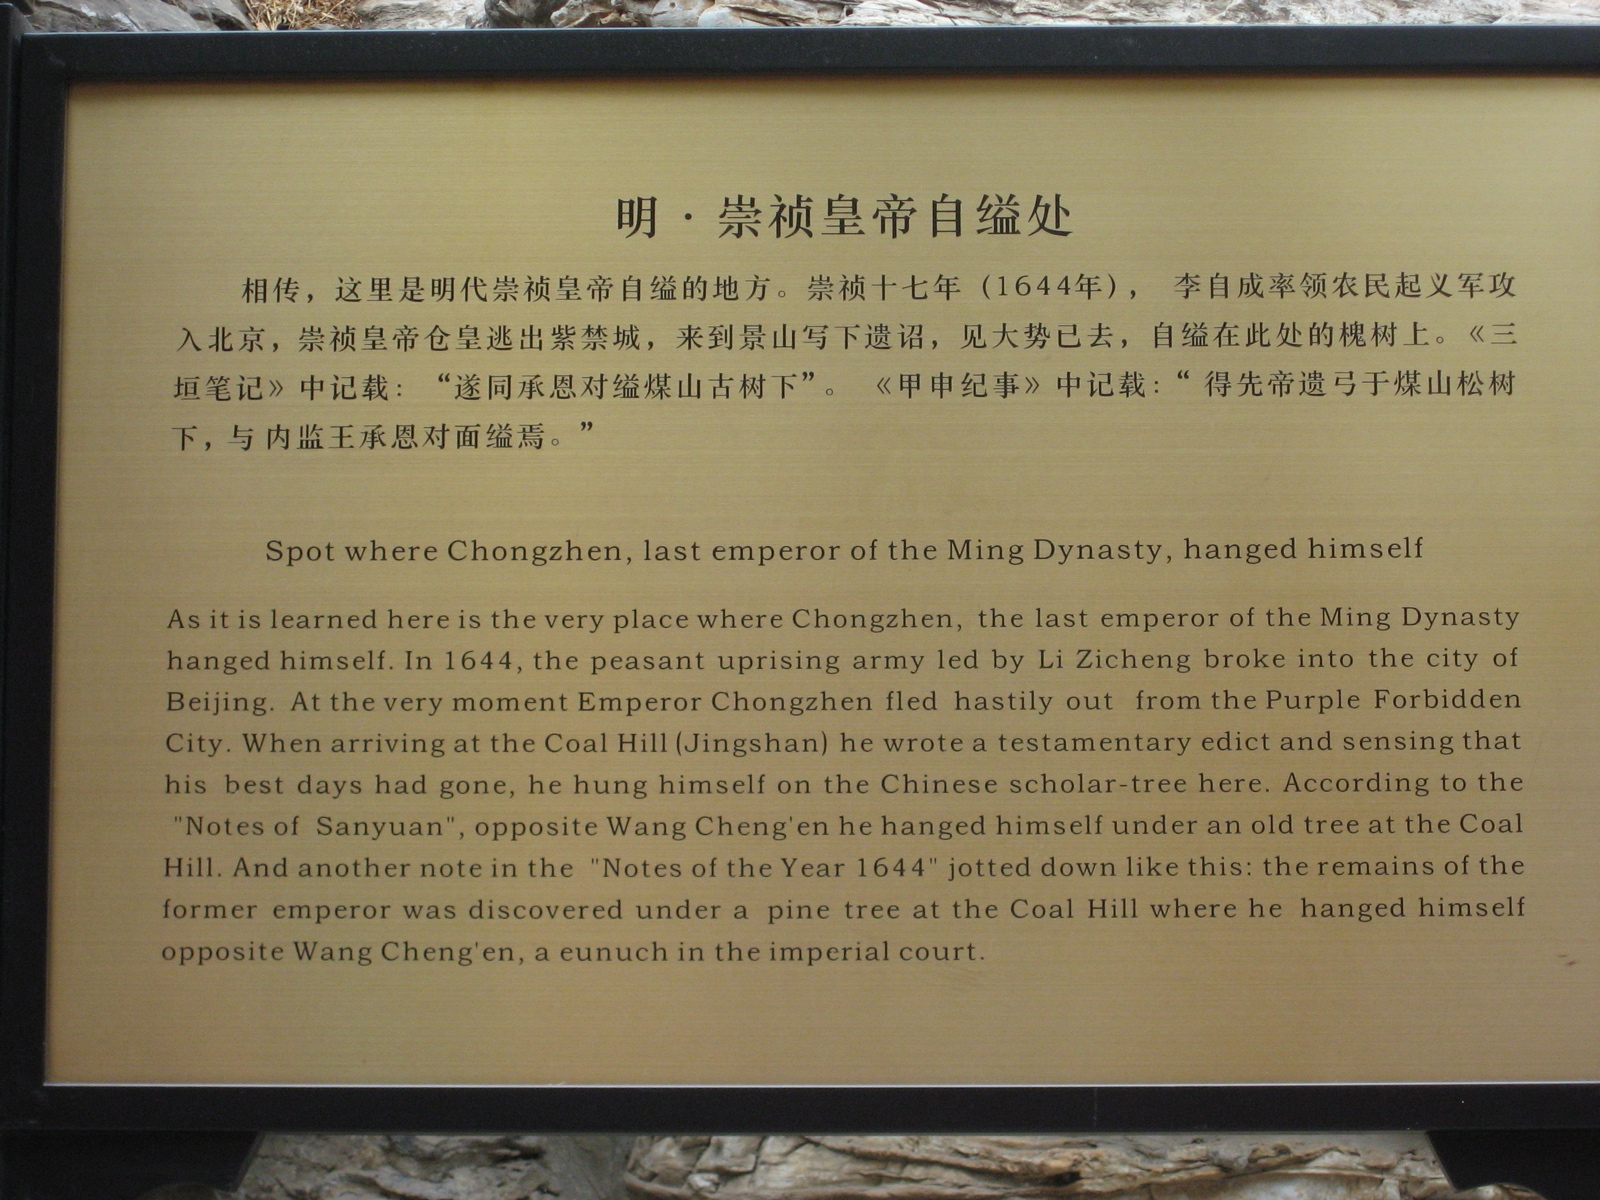 明·崇祯皇帝自缢处
相传，这里是明代崇祯皇帝自缢的地方。崇祯十七年（1644年）， 李自成率领农民起义军攻
入北京，崇祯皇帝仓皇逃出紫禁城，来到景山写下遗诏，见大势已去，自缢在此处的槐树上。《三
垣笔记》中记载：“遂同承恩对缢煤山古树下”。《甲申纪事》中记载：“ 得先帝遗弓于煤山松树
下，与 内监王承恩对面缢焉。”
Spot where Chongzhen, last emperor of the Ming Dynasty, hanged himself
As it is learned here is the very place where Chongzhen, the last emperor of the Ming Dynasty
hanged himself. In 1644, the peasant uprising army led by Li Zicheng broke into the city of
Beijing. At the very moment Emperor Chongzhen fled hastily out from the Purple Forbidden
City. When arriving at the Coal Hill (Jingshan) he wrote a testamentary edict and sensing that
his best days had gone, he hung himself on the Chinese scholar-tree here. According to the
"Notes of Sanyuan", opposite Wang Cheng'en he hanged himself under an old tree at the Coal
Hill. And another note in the "Notes of the Year 1644" jotted down like this: the remains of the
former emperor was discovered under a pine tree at the Coal Hill where he hanged himself
opposite Wang Cheng'en, a eunuch in the imperial court.